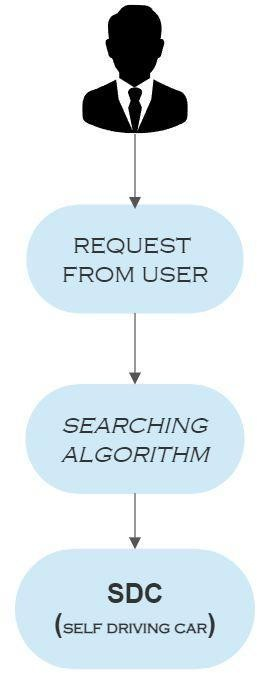 REQUEST
FROM USER
SEARCHING
ALGORITHM
SDC
(SELF DRIVING CAR)